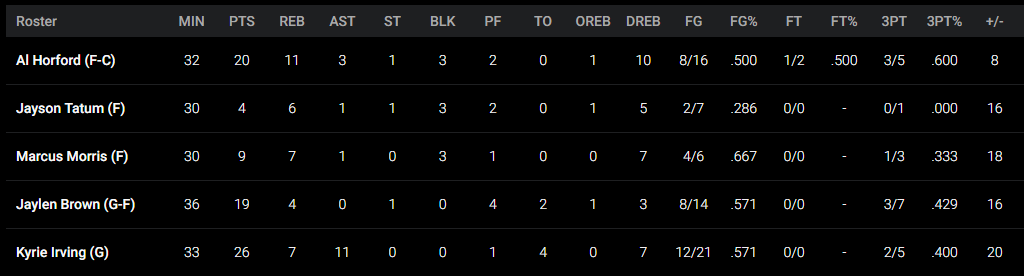 Roster MIN PTS REB AST ST BLK PF TO OREB DREB FG FG% FT FT% 3PT 3PT% +/-
Al Horford (F-C) 32 20 11 3 1 3 2 0 1 10 8/16 .500 1/2 .500 3/5 .600 8
Jayson Tatum (F) 30 4 6 1 1 3 2 0 1 5 2/7 .286 0/0 - 0/1 .000 16
Marcus Morris (F) 30 9 7 1 0 3 1 0 0 7 4/6 .667 0/0 - 1/3 .333 18
Jaylen Brown (G-F) 36 19 4 0 1 0 4 2 1 3 8/14 .571 0/0 - 3/7 .429 16
Kyrie Irving (G) 33 26 7 11 0 0 1 4 0 7 12/21 .571 0/0 - 2/5 .400 20